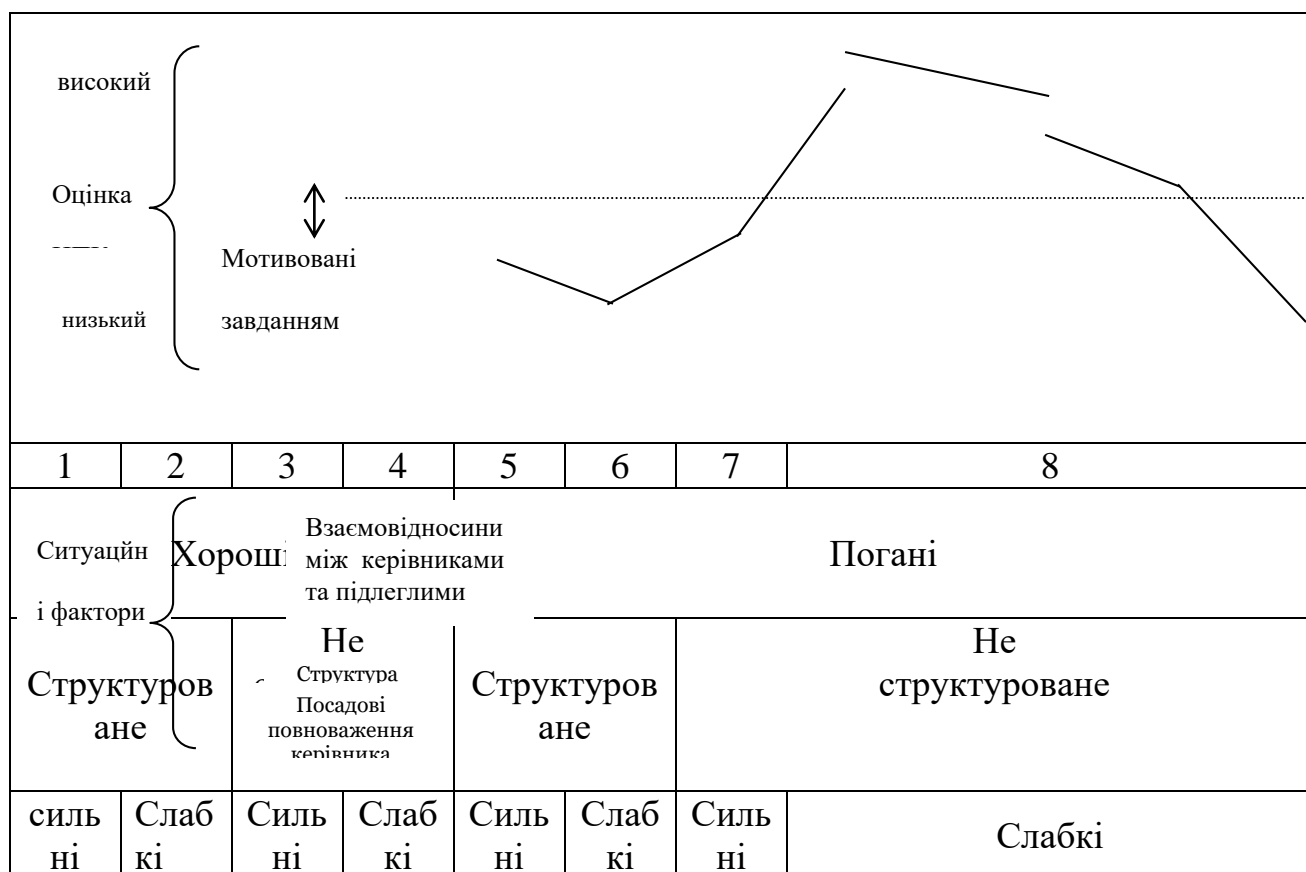 високий
Оцінка
Мотивовані
низький
завданням
1 2 3 4 5 6 7 8
Ситуацйн
і фактори
Хороші
Взаємовідносини
між керівниками
та підлеглими
Погані
Структуров
ане
Не
Структура
Посадові
повноваження
керівника
Структуров
ане
Не
структуроване
силь
ні
Слаб
кі
Силь
ні
Слаб
кі
Силь
ні
Слаб
кі
Силь
ні
Слабкі